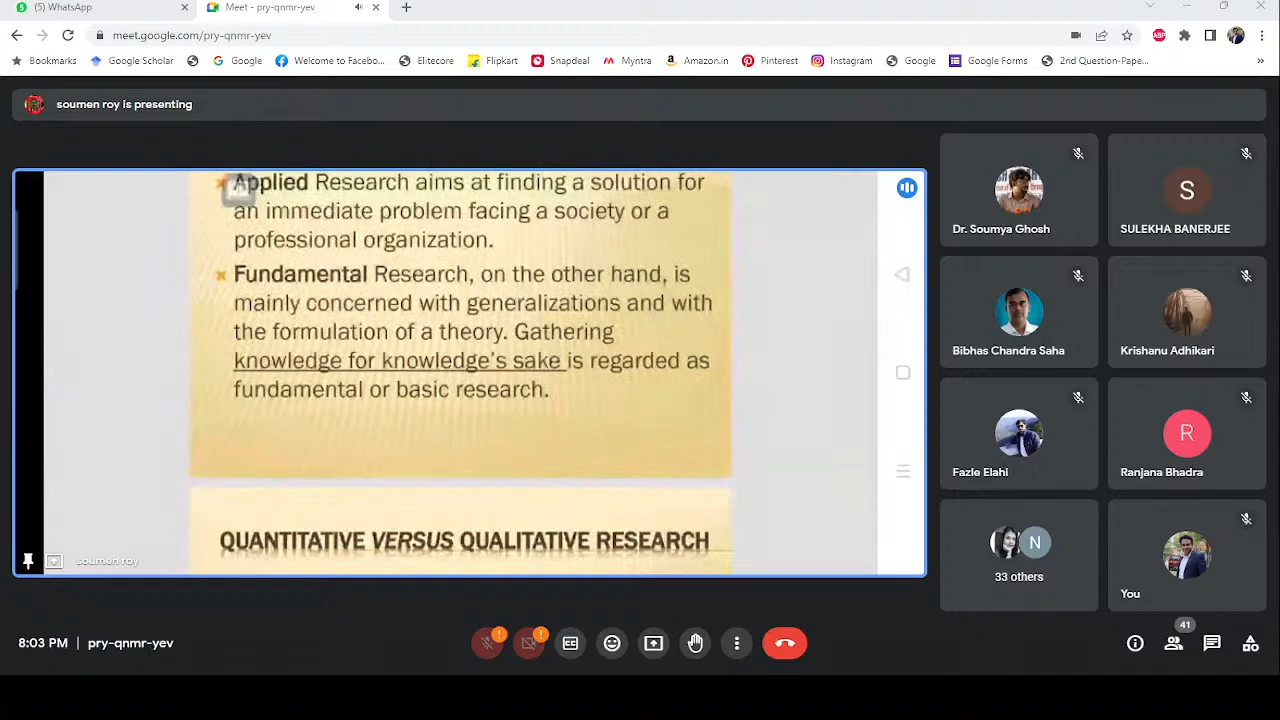 (5) WhatsApp
Meet - pry-qnmr-yev
meet.google.com/pry-qnmr-yev
ABP
Bookmarks Google Scholar Google Welcome to Facebo... Elitecore Flipkart Snapdeal Myntra Amazon.in Pinterest Instagram Google Google Forms 2nd Question-Pape... »
soumen roy is presenting
Applied Research aims at finding a solution for
an immediate problem facing a society or a
professional organization.
Fundamental Research, on the other hand, is
mainly concerned with generalizations and with
the formulation of a theory. Gathering
knowledge for knowledge's sake is regarded as
fundamental or basic research.
QUANTITATIVE VERSUS QUALITATIVE RESEARCH
soumen roy
Dr. Soumya Ghosh
S
SULEKHA BANERJEE
Bibhas Chandra Saha
Krishanu Adhikari
Fazle Elahi
R
Ranjana Bhadra
N
33 others
You
8:03 PM | pry-qnmr-yev
41